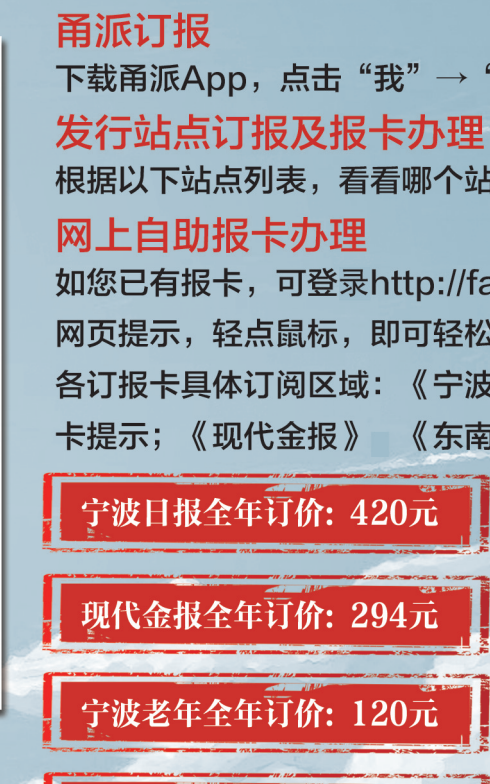 甬派订报
下载甬派App，点击“我”→“
发行站点订报及报卡办理
根据以下站点列表，看看哪个站
网上自助报卡办理
如您已有报卡，可登录http://fa
网页提示，轻点鼠标，即可轻松
各订报卡具体订阅区域：《宁波
卡提示；《现代金报》 《东南
宁波日报全年订价: 420元
现代金报全年订价: 294元
宁波老年全年订价: 120元